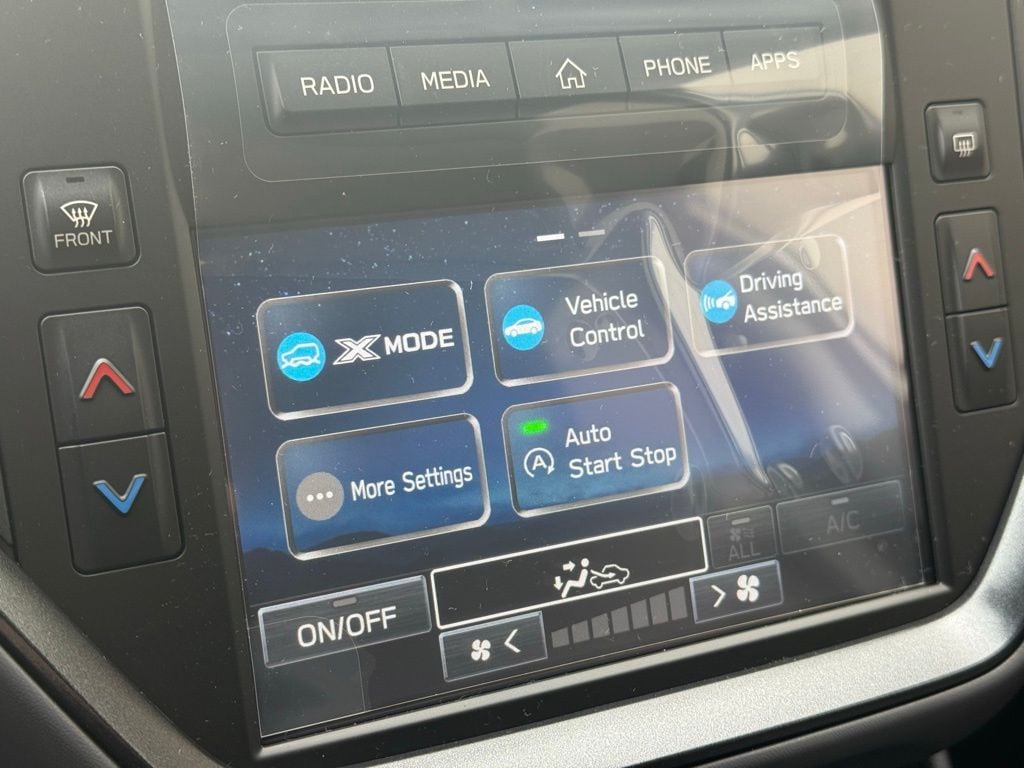 RADIO MEDIA PHONE APPS
FRONT
X MODE
Vehicle
Control
Driving
Assistance
More Settings
A
Auto
Start Stop
ALL
A/C
ON/OFF